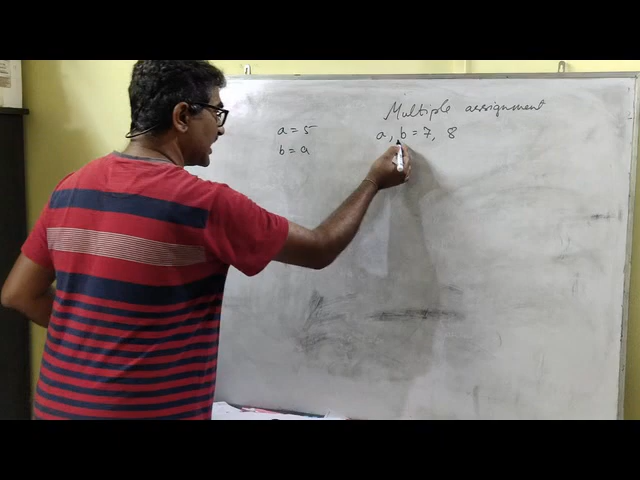 Multiple assignment
a = 5
b = a
a, b = 7, 8